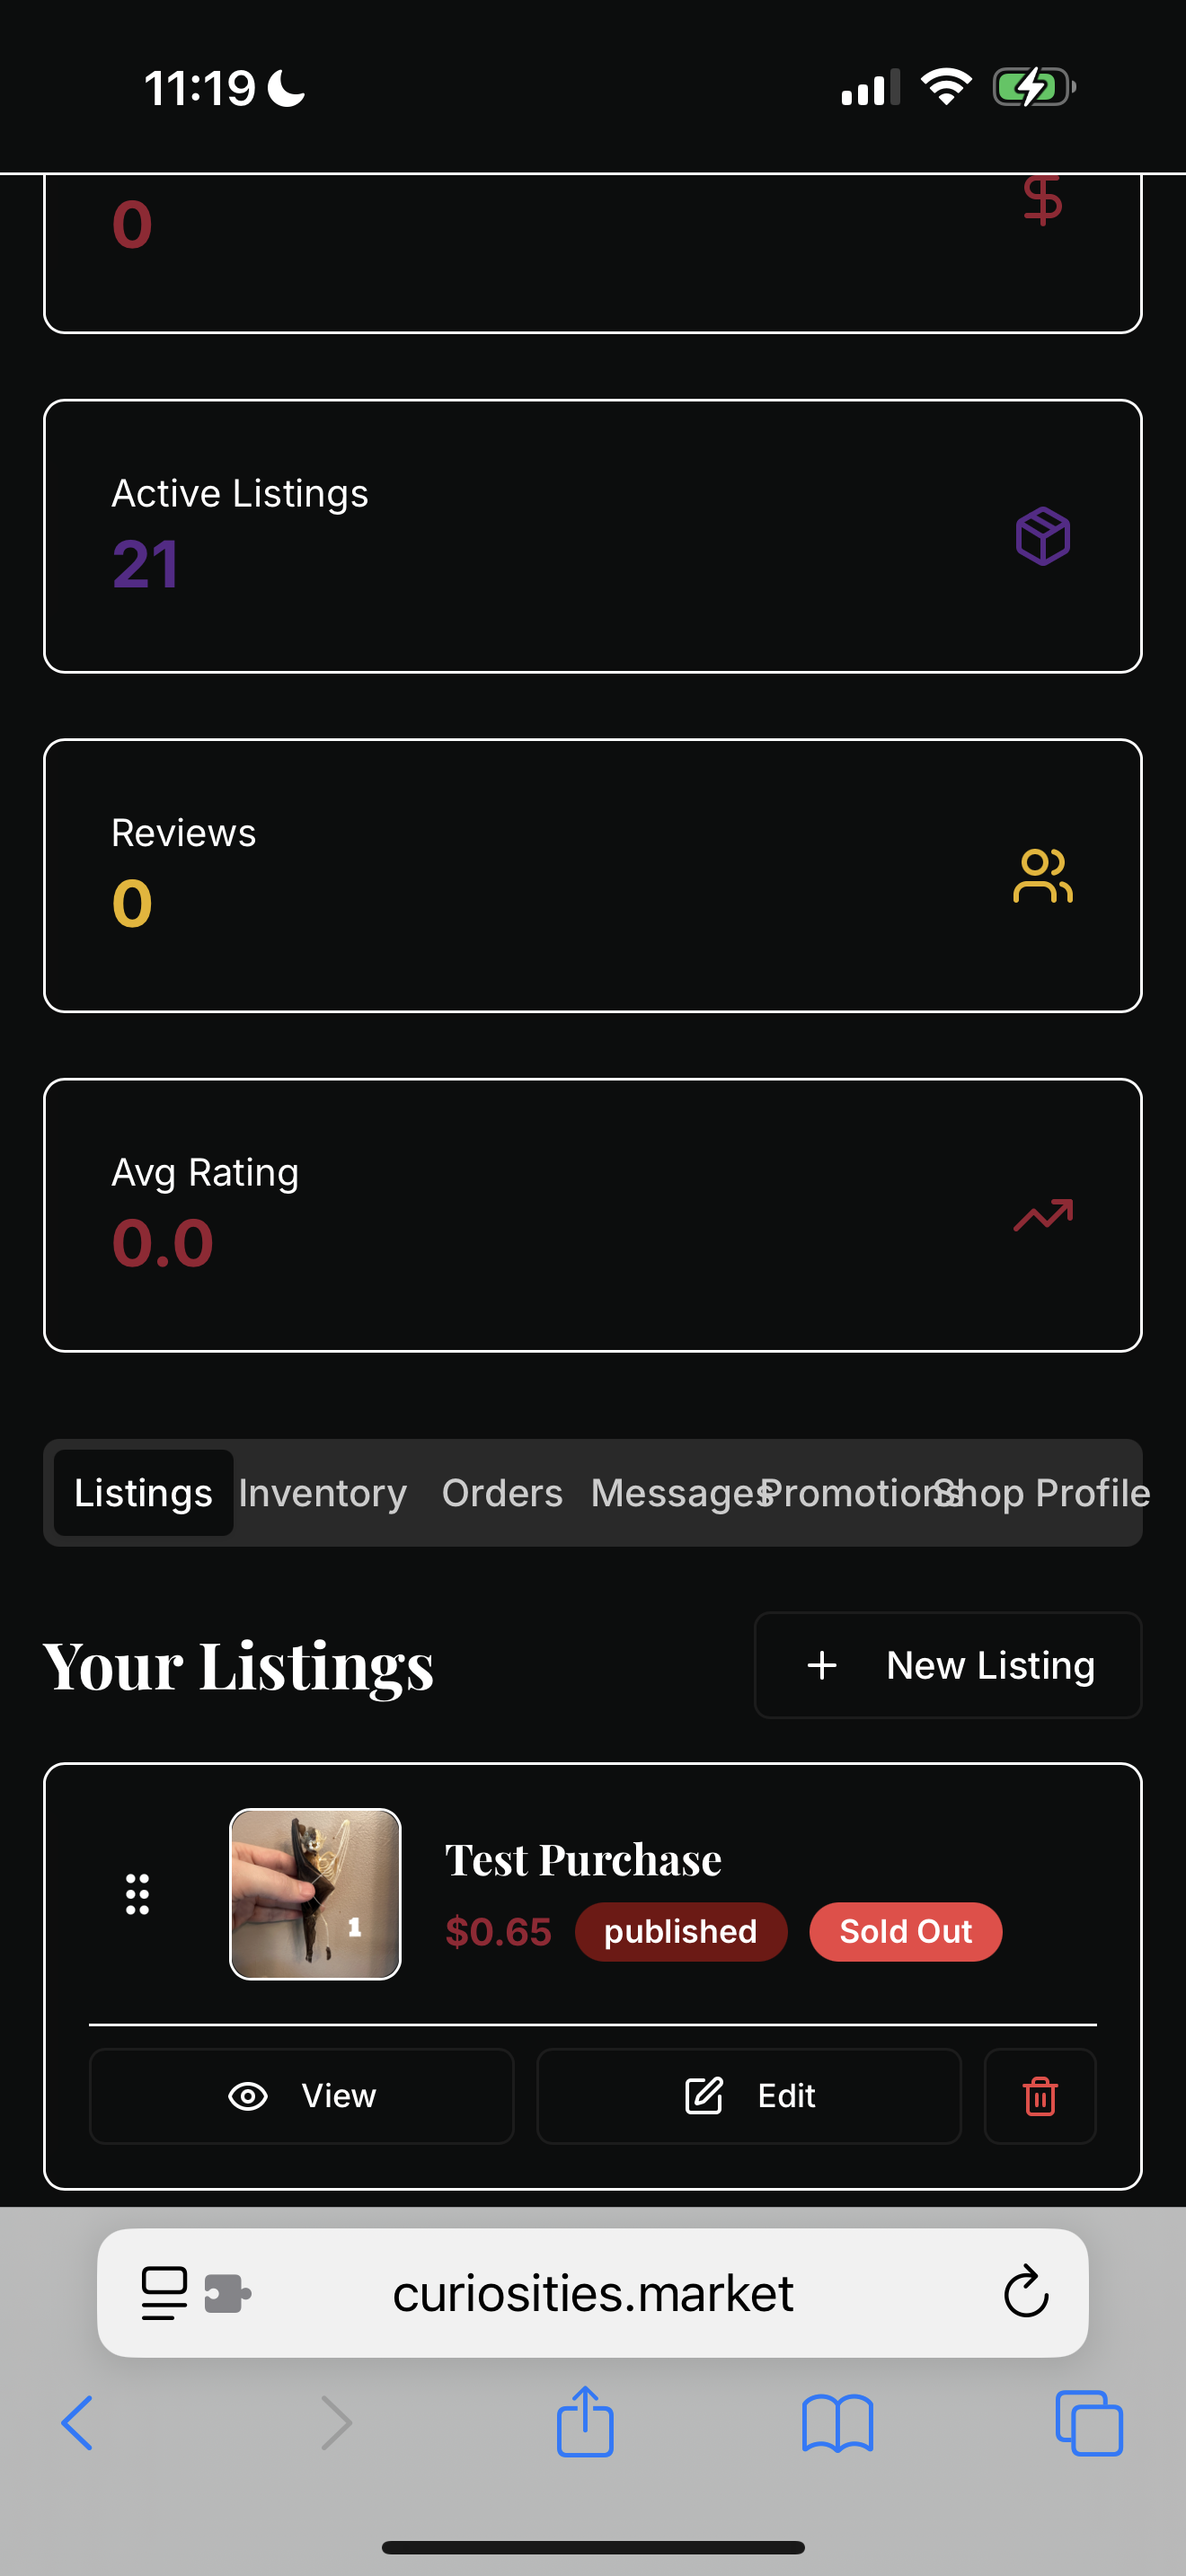 11:19
0
Active Listings
21
Reviews
0
Avg Rating
0.0
Listings Inventory Orders Messages Promotions Shop Profile
Your Listings
New Listing
1
Test Purchase
$0.65 published Sold Out
View Edit
curiosities.market